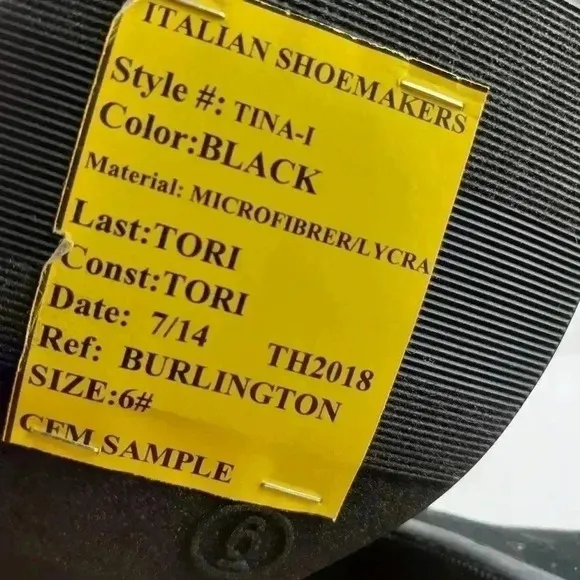 ITALIAN SHOEMAKERS
Style #: TINA-I
Color:BLACK
Material: MICROFIBRER/LYCRA
Last:TORI
Const:TORI
Date: 7/14 TH2018
Ref: BURLINGTON
SIZE:6#
CFM SAMPLE
6